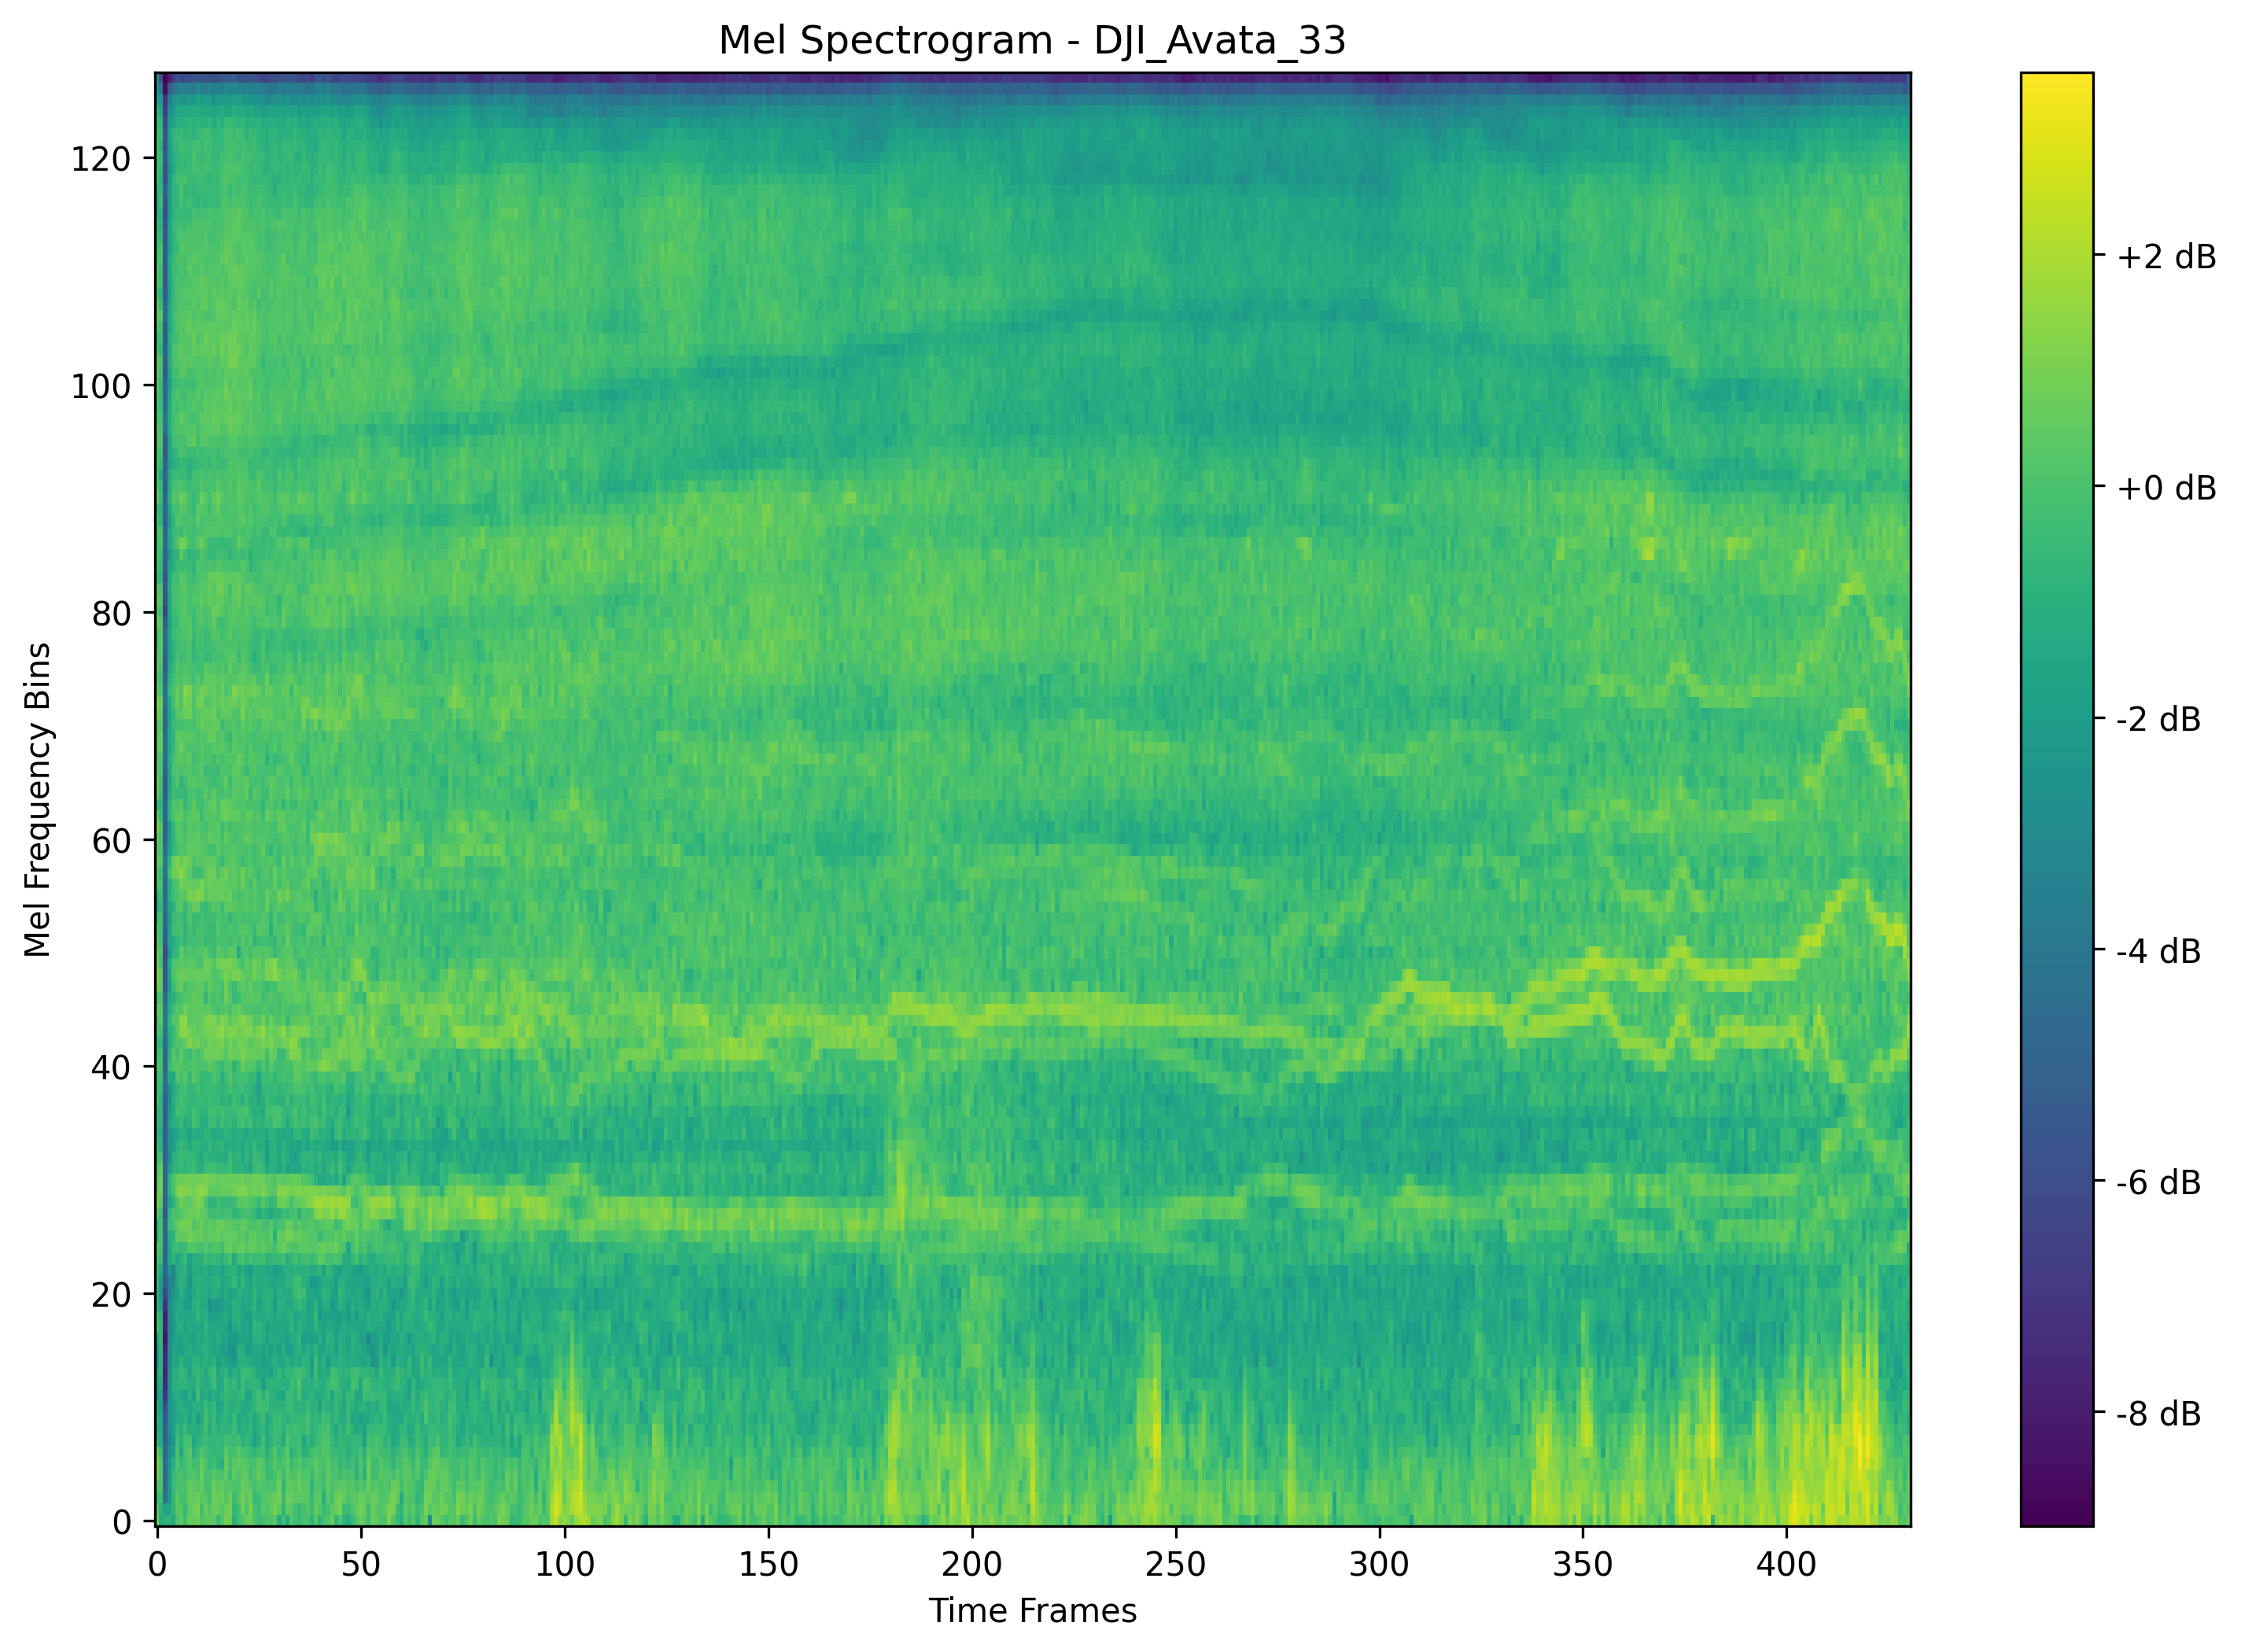 Mel Spectrogram - DJI_Avata_33
Mel Frequency Bins
120
100
80
60
40
20
0
0 50 100 150 200 250 300 350 400
Time Frames
+2 dB
+0 dB
-2 dB
-4 dB
-6 dB
-8 dB